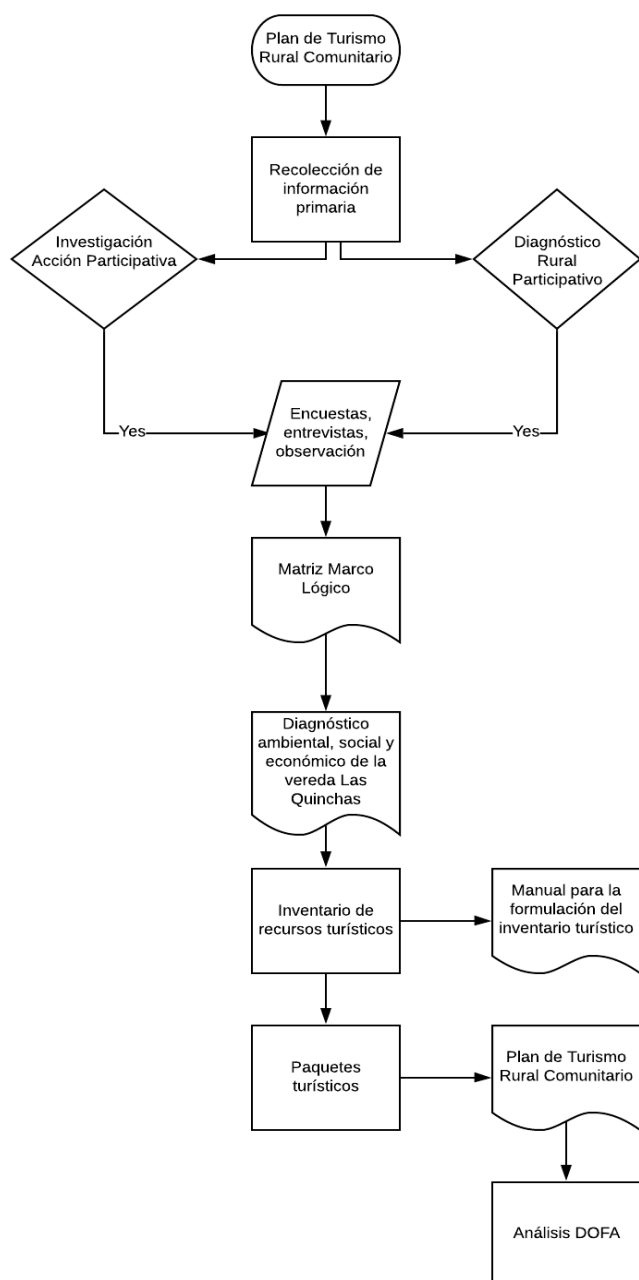 Plan de Turismo
Rural Comunitario
Recolección de
información
primaria
Investigación
Acción Participativa
Diagnóstico
Rural
Participativo
Yes
Encuestas,
entrevistas,
observación
Yes
Matriz Marco
Lógico
Diagnóstico
ambiental, social y
económico de la
vereda Las
Quinchas
Inventario de
recursos turísticos
Manual para la
formulación del
inventario turístico
Paquetes
turísticos
Plan de Turismo
Rural Comunitario
Análisis DOFA